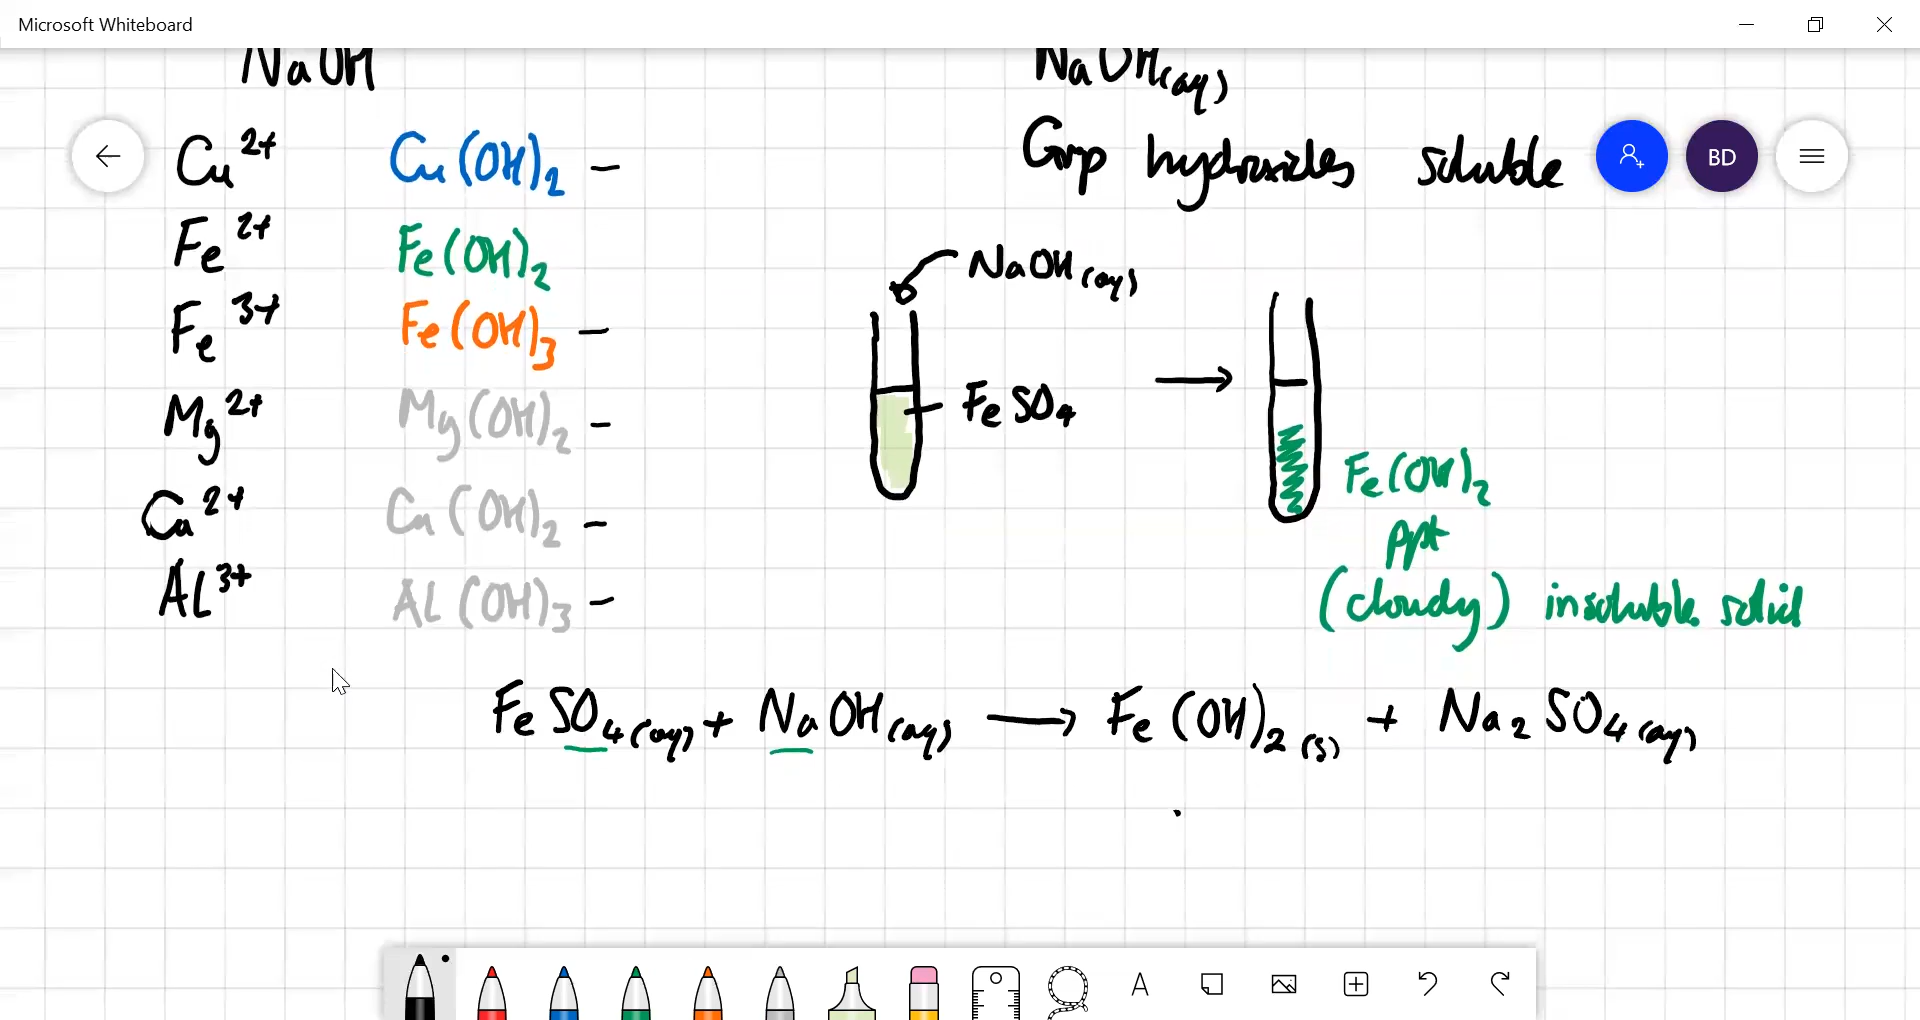 Microsoft Whiteboard
NaOH
NaOH(aq)
Cu2+ Cu(OH)2 –
Grp hydroxides soluble
BD
Fe2+ Fe(OH)2
NaOH(aq)
Fe3+ Fe(OH)3 –
Mg2+ Mg(OH)2 –
FeSO4
Fe(OH)2
ppt
(cloudy) insoluble solid
Ca2+ Ca(OH)2 –
AL3+ AL(OH)3 –
FeSO4(aq) + NaOH(aq) → Fe(OH)2(s) + Na2SO4(aq)
A